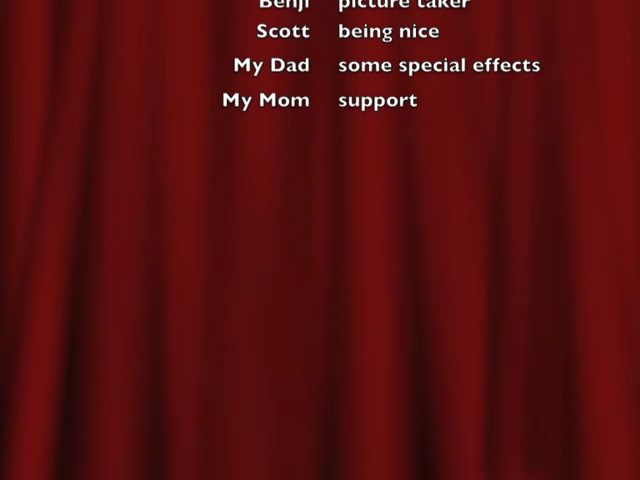 Benji picture taker
Scott being nice
My Dad some special effects
My Mom support